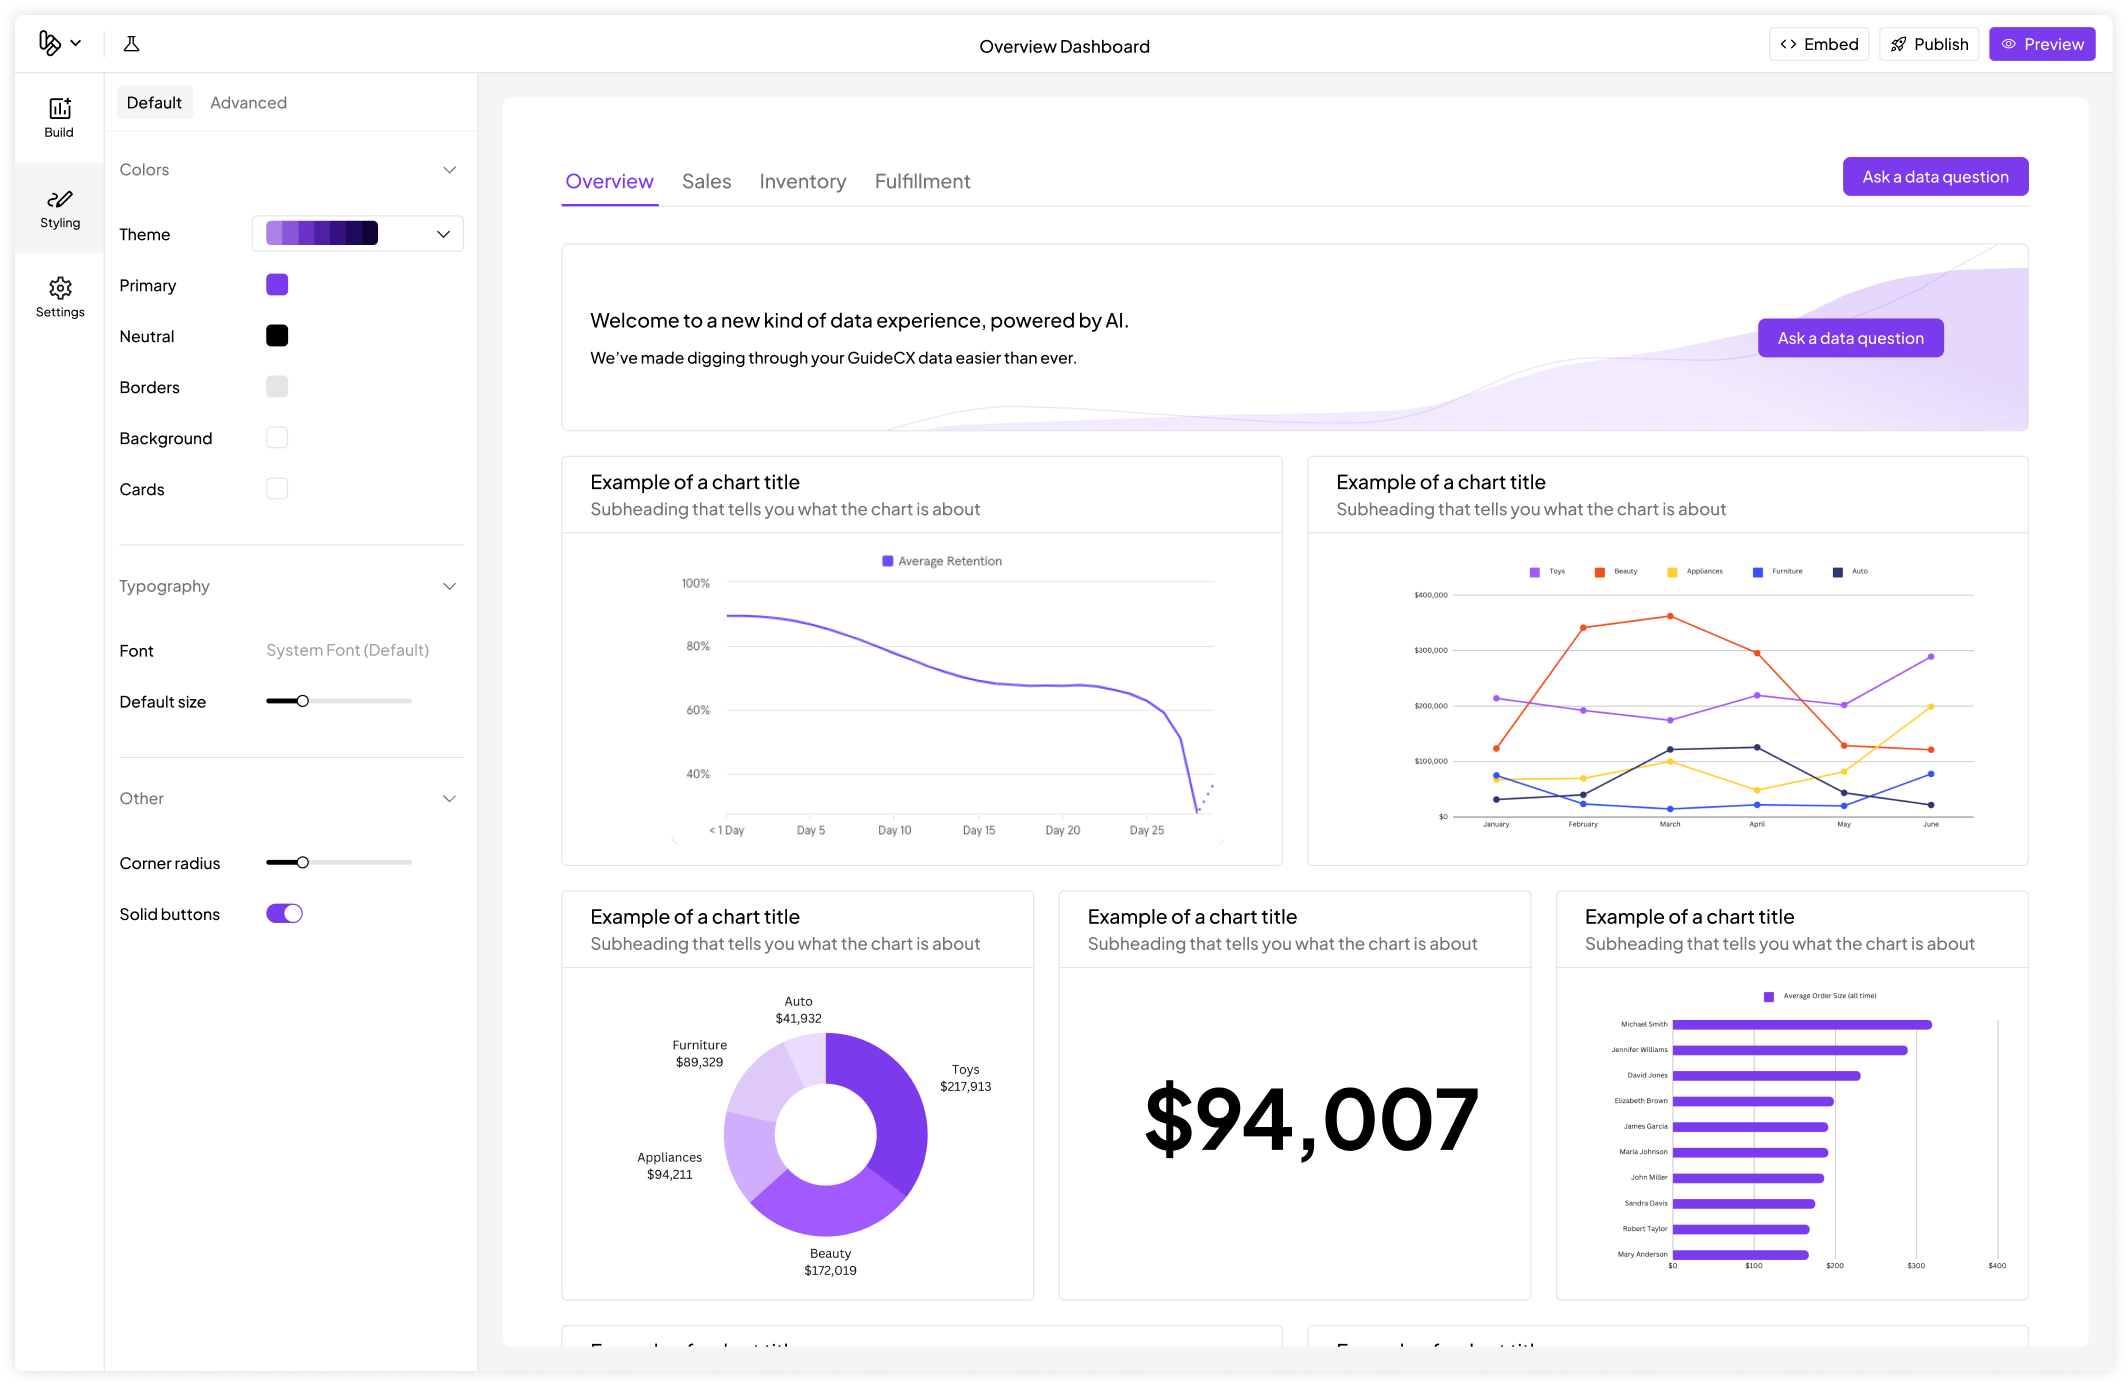 Overview Dashboard
Embed
Publish
Preview
Build
Styling
Settings
Default
Advanced
Colors
Theme
Primary
Neutral
Borders
Background
Cards
Typography
Font
System Font (Default)
Default size
Other
Corner radius
Solid buttons
Overview
Sales
Inventory
Fulfillment
Ask a data question
Welcome to a new kind of data experience, powered by AI.
We've made digging through your GuideCX data easier than ever.
Ask a data question
Example of a chart title
Subheading that tells you what the chart is about
Average Retention
100%
80%
60%
40%
< 1 Day
Day 5
Day 10
Day 15
Day 20
Day 25
Example of a chart title
Subheading that tells you what the chart is about
Toys
Beauty
Appliances
Furniture
Auto
$400,000
$300,000
$200,000
$100,000
$0
January
February
March
April
May
June
Example of a chart title
Subheading that tells you what the chart is about
Auto
$41,932
Furniture
$89,329
Toys
$217,913
Appliances
$94,211
Beauty
$172,019
Example of a chart title
Subheading that tells you what the chart is about
$94,007
Example of a chart title
Subheading that tells you what the chart is about
Average Order Size (all time)
Michael Smith
Jennifer Williams
David Jones
Elizabeth Brown
James Garcia
Maria Johnson
John Miller
Sandra Davis
Robert Taylor
Mary Anderson
$0
$100
$200
$300
$400